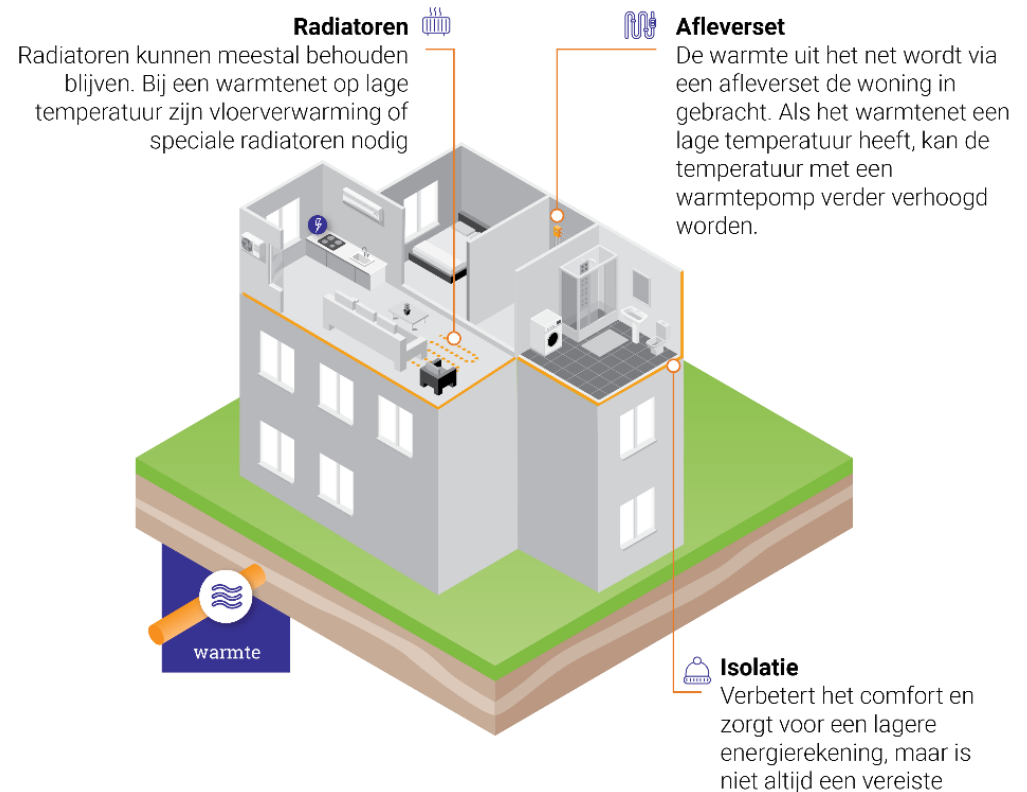 Radiatoren
Radiatoren kunnen meestal behouden
blijven. Bij een warmtenet op lage
temperatuur zijn vloerverwarming of
speciale radiatoren nodig
Afleverset
De warmte uit het net wordt via
een afleverset de woning in
gebracht. Als het warmtenet een
lage temperatuur heeft, kan de
temperatuur met een
warmtepomp verder verhoogd
worden.
warmte
Isolatie
Verbetert het comfort en
zorgt voor een lagere
energierekening, maar is
niet altijd een vereiste